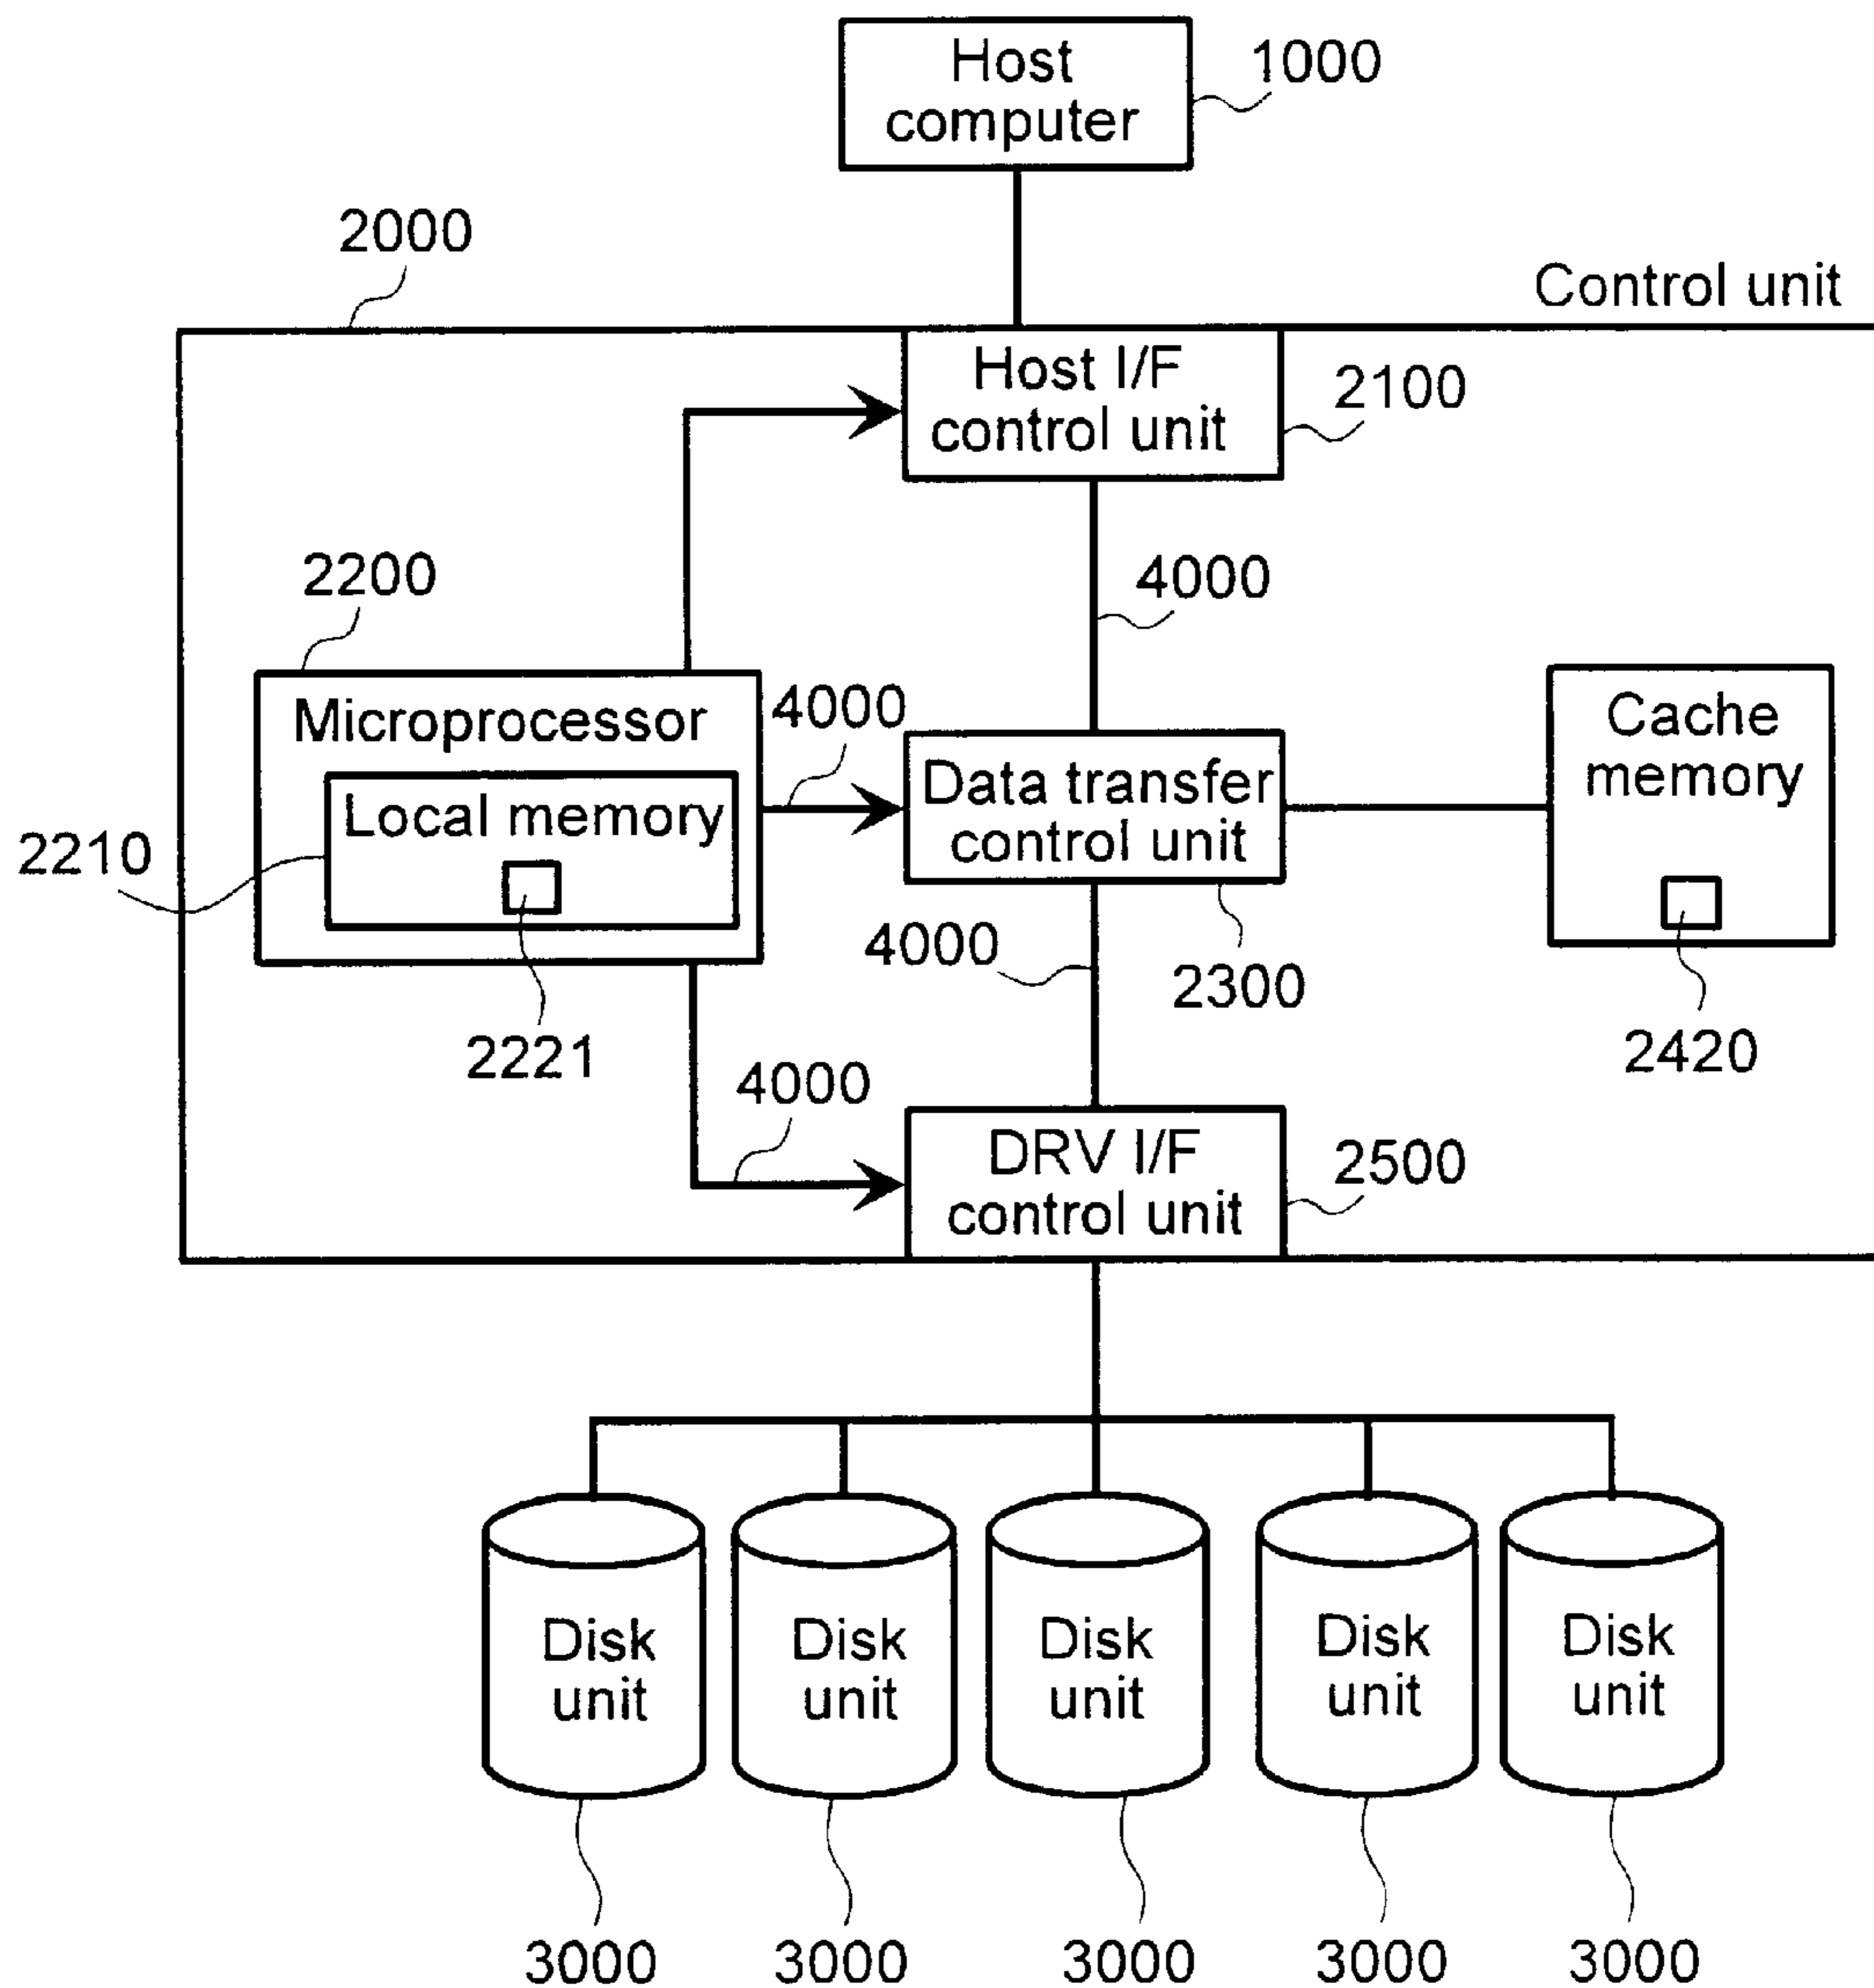 Host
computer
1000
2000
Control unit
Host I/F
control unit
2100
2200
4000
Microprocessor
4000
Cache
memory
Local memory
Data transfer
control unit
2210
4000
2300
2221
2420
4000
DRV I/F
control unit
2500
Disk
unit
Disk
unit
Disk
unit
Disk
unit
Disk
unit
3000
3000
3000
3000
3000